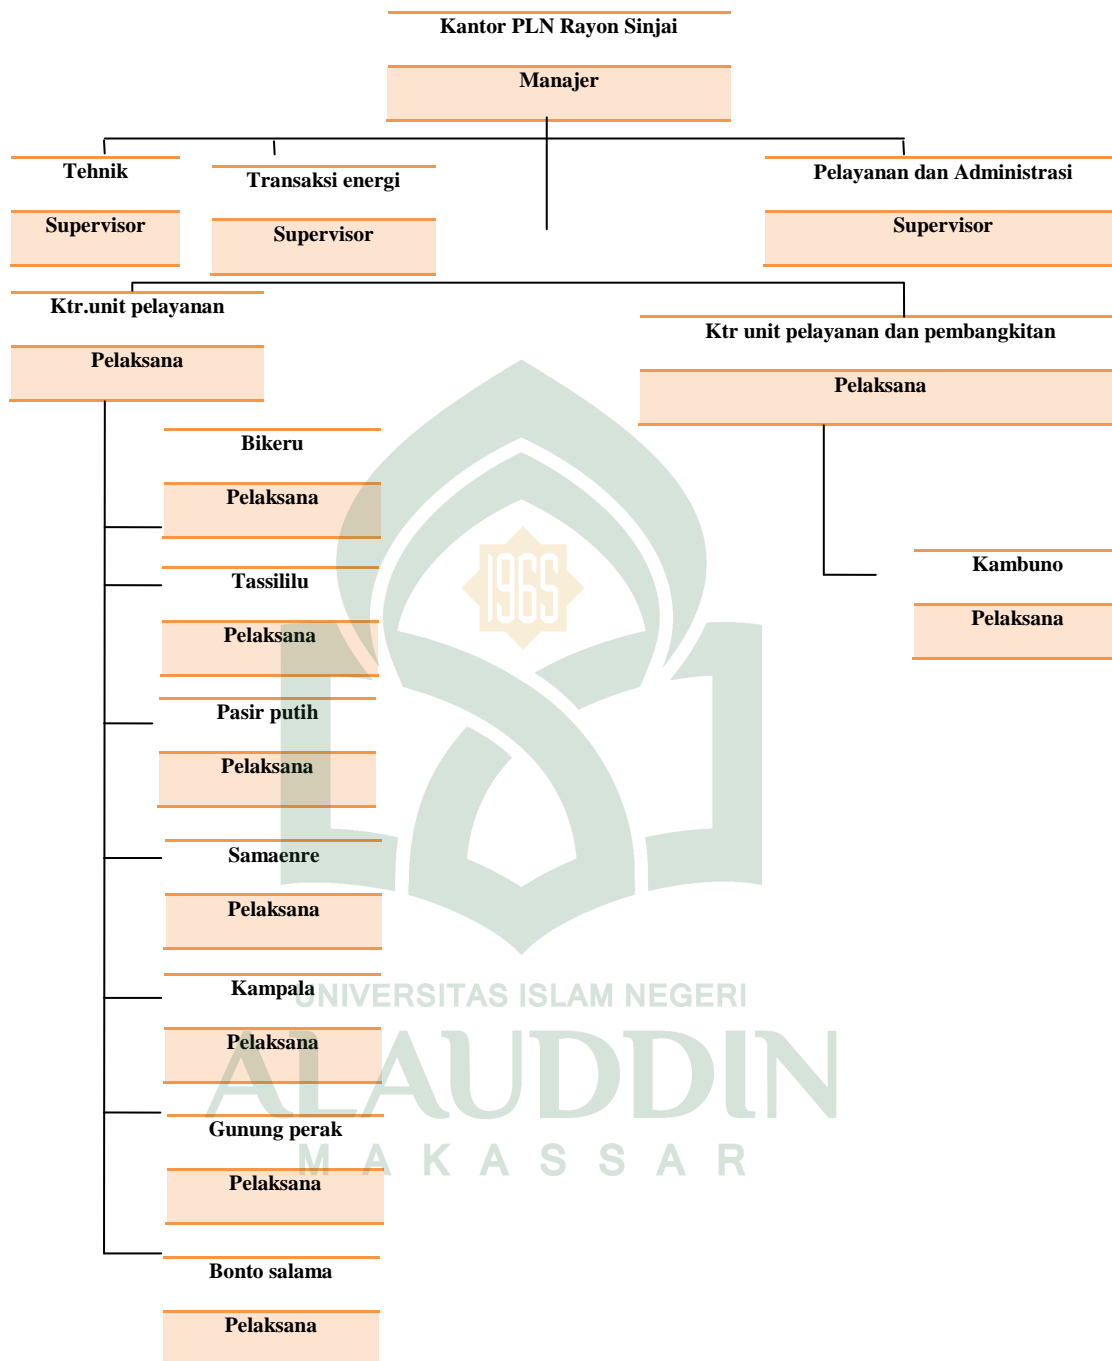 Kantor PLN Rayon Sinjai
Manajer
Tehnik
Supervisor
Transaksi energi
Supervisor
Pelayanan dan Administrasi
Supervisor
Ktr.unit pelayanan
Pelaksana
Ktr unit pelayanan dan pembangkitan
Pelaksana
Bikeru
Pelaksana
Tassililu
Pelaksana
Pasir putih
Pelaksana
Samaenre
Pelaksana
Kampala
Pelaksana
Gunung perak
Pelaksana
Bonto salama
Pelaksana
Kambuno
Pelaksana
1965
UNIVERSITAS ISLAM NEGERI
ALAUDDIN
MAKASSAR